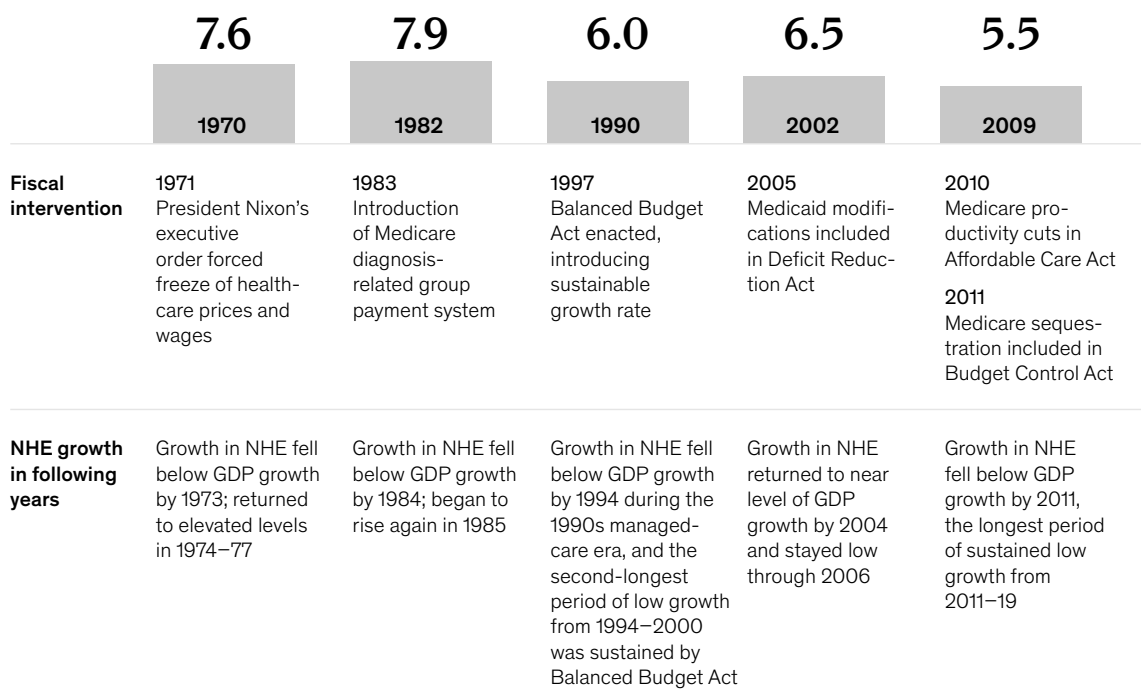 7.6
7.9
6.0
6.5
5.5
1970
1982
1990
2002
2009
Fiscal
intervention
1971
President Nixon’s
executive
order forced
freeze of health-
care prices and
wages
1983
Introduction
of Medicare
diagnosis-
related group
payment system
1997
Balanced Budget
Act enacted,
introducing
sustainable
growth rate
2005
Medicaid modifi-
cations included
in Deficit Reduc-
tion Act
2010
Medicare pro-
ductivity cuts in
Affordable Care Act
2011
Medicare seques-
tration included in
Budget Control Act
NHE growth
in following
years
Growth in NHE fell
below GDP growth
by 1973; returned
to elevated levels
in 1974–77
Growth in NHE fell
below GDP growth
by 1984; began to
rise again in 1985
Growth in NHE fell
below GDP growth
by 1994 during the
1990s managed-
care era, and the
second-longest
period of low growth
from 1994–2000
was sustained by
Balanced Budget Act
Growth in NHE
returned to near
level of GDP
growth by 2004
and stayed low
through 2006
Growth in NHE
fell below GDP
growth by 2011,
the longest period
of sustained low
growth from
2011–19